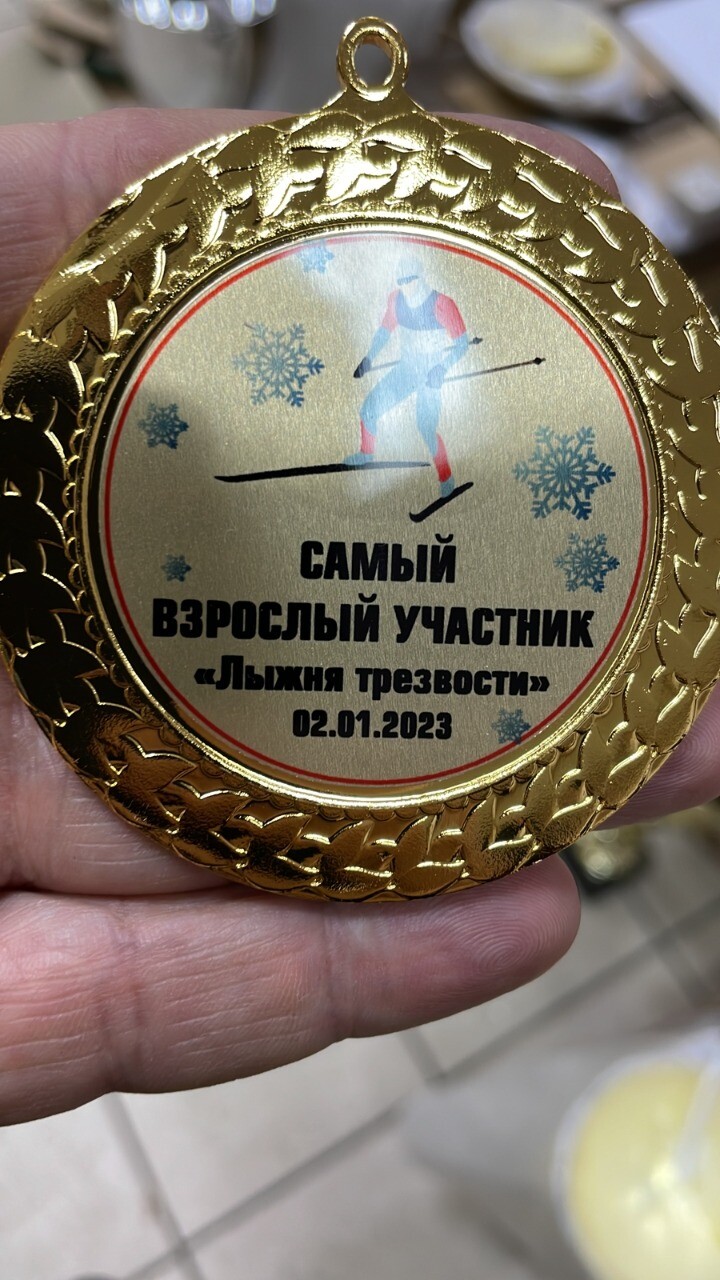 САМЫЙ
ВЗРОСЛЫЙ УЧАСТНИК
«Лыжня трезвости»
02.01.2023